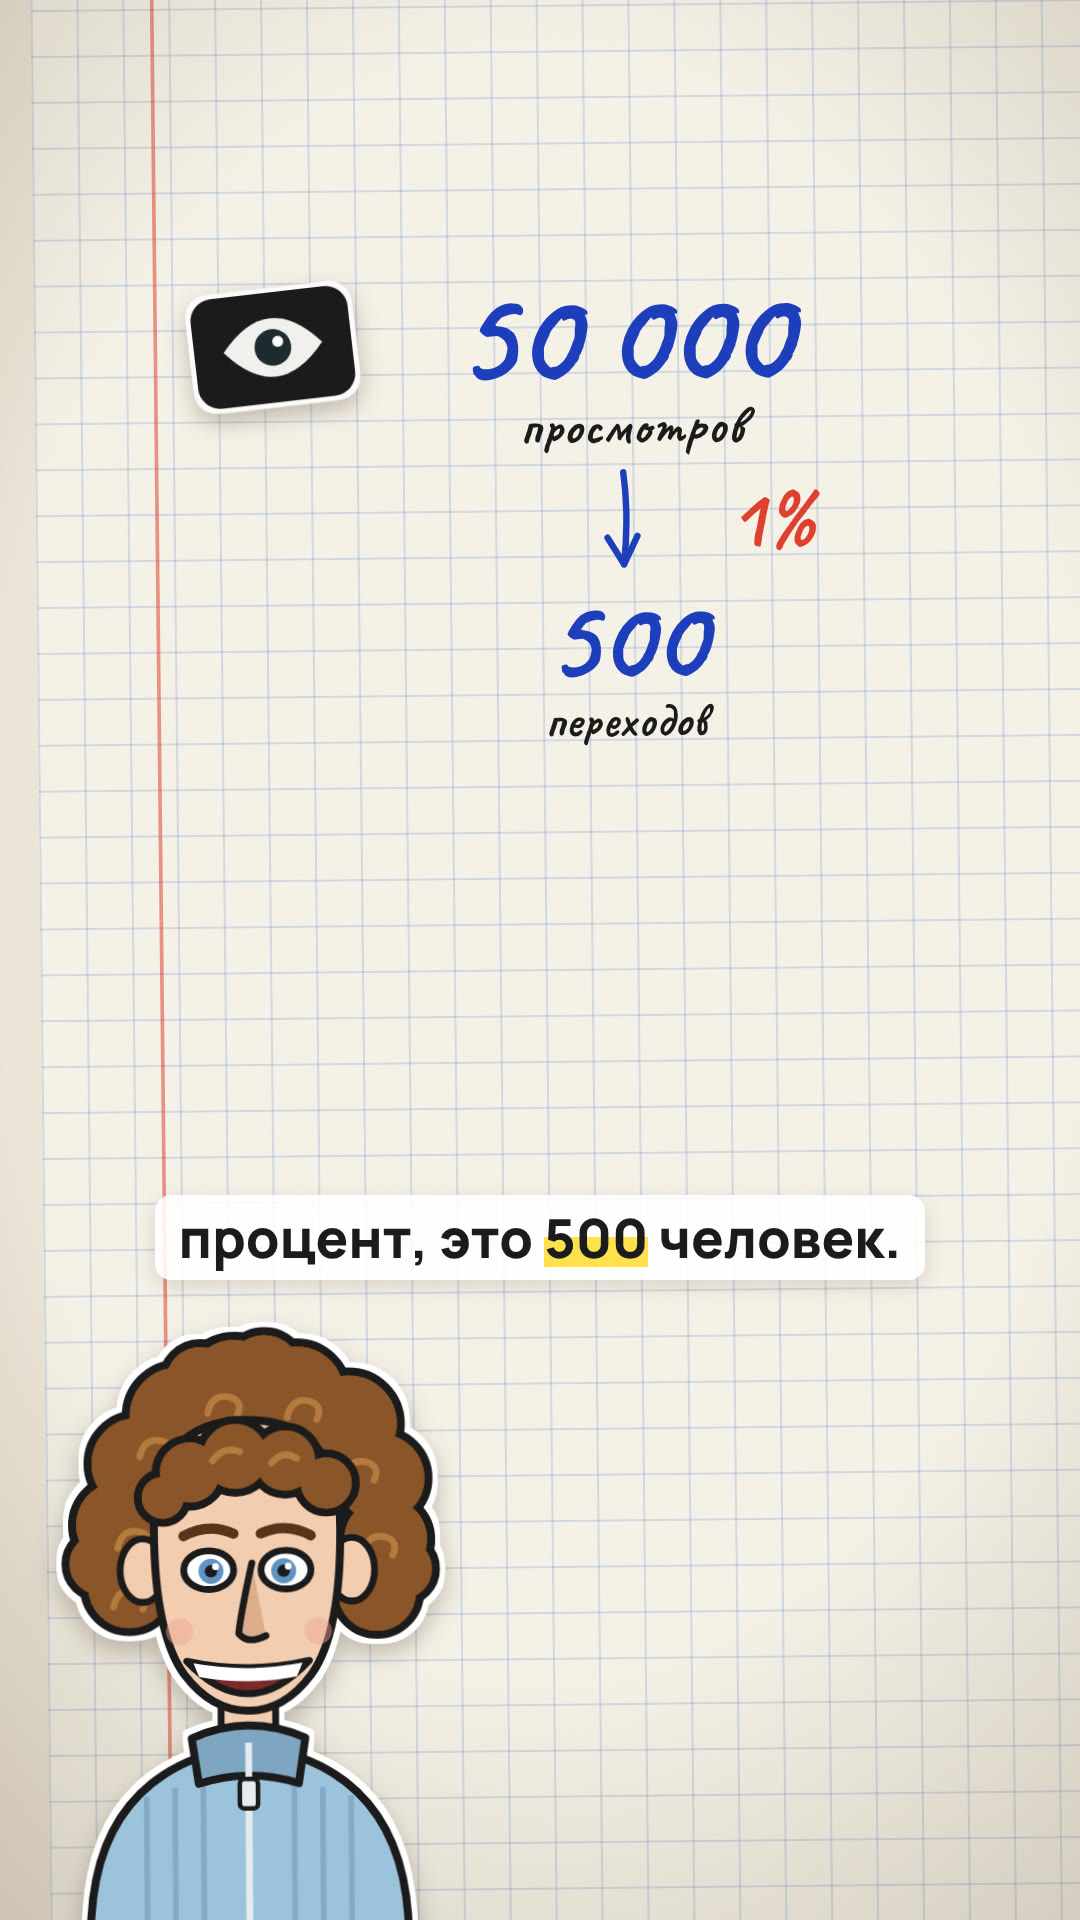 50 000
просмотров
1%
500
переходов
процент, это 500 человек.